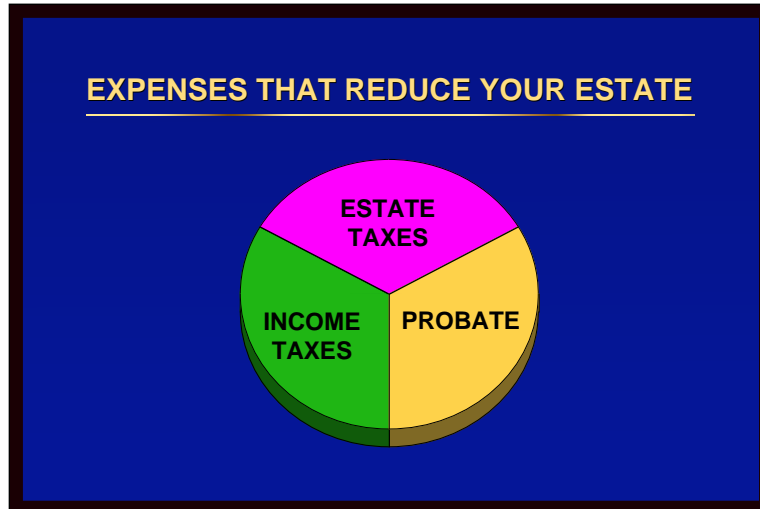 EXPENSES THAT REDUCE YOUR ESTATE
ESTATE
TAXES
INCOME
TAXES
PROBATE